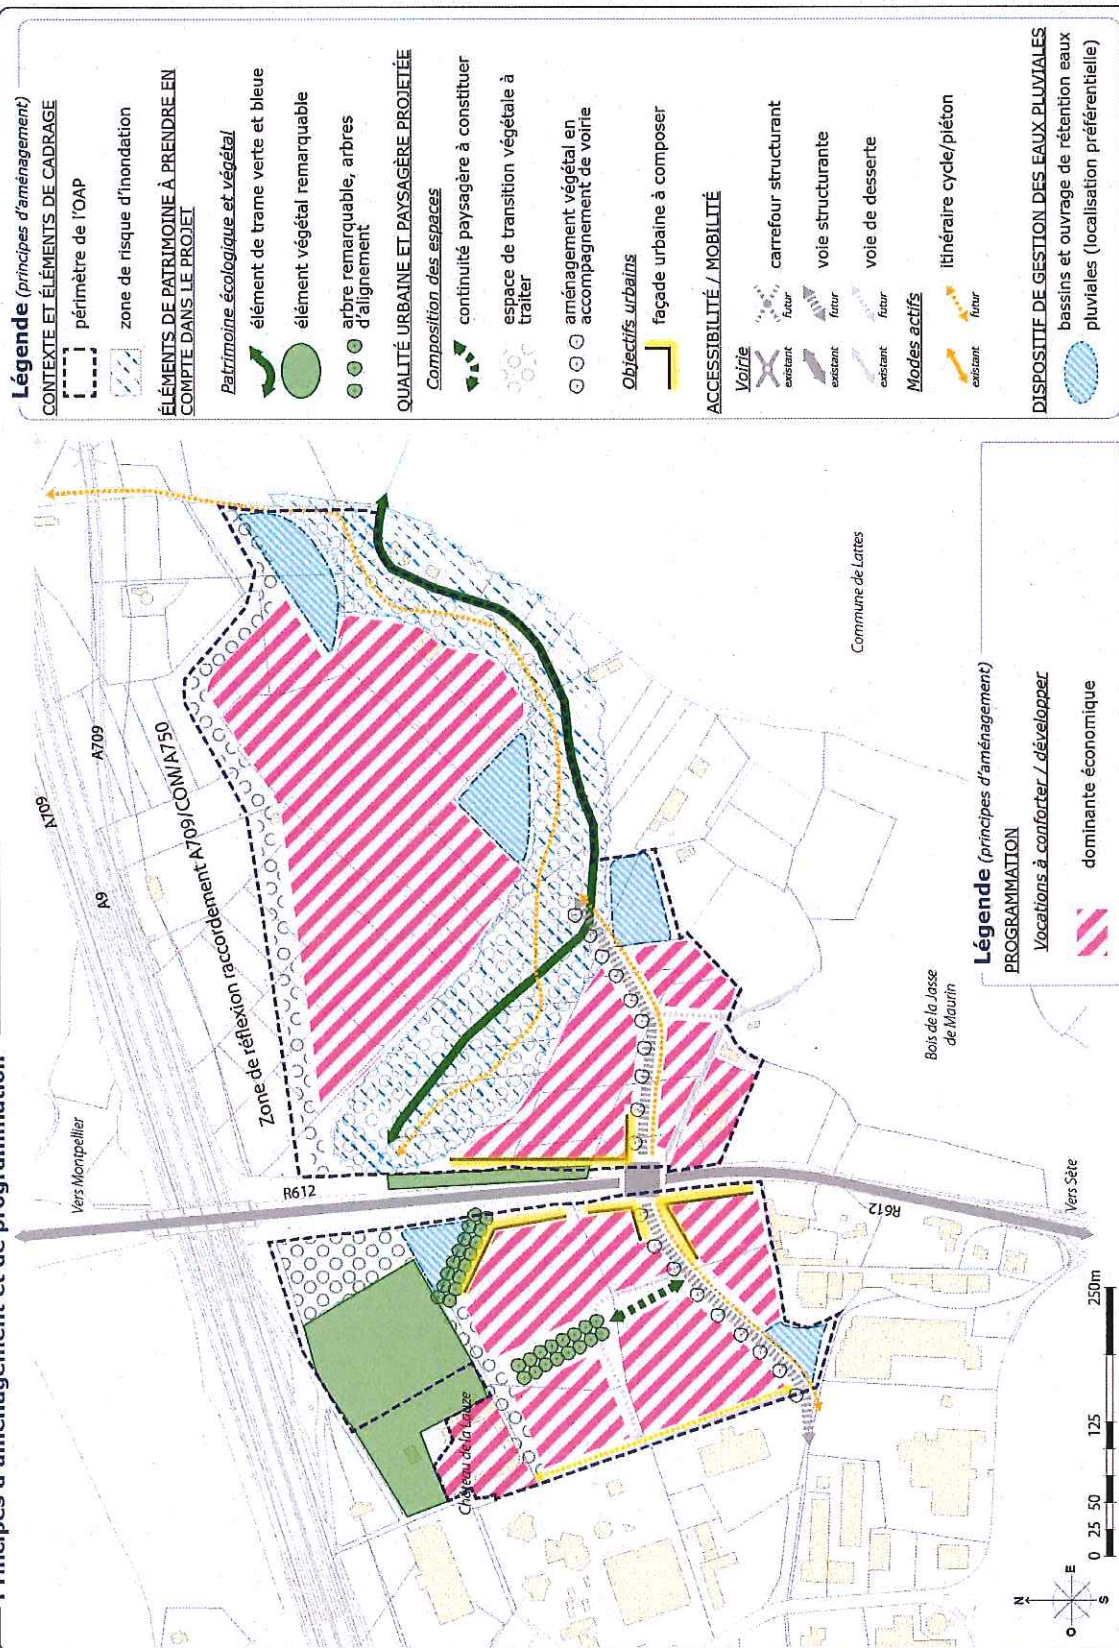 Principes d'aménagement et de programmation
Vers Montpellier
A709
A9
A709
Zone de réflexion raccordement A709/COM/A750
R612
Château de la Lauze
R612
Vers Sète
Bois de la Jasse
de Maurin
Commune de Lattes
N
O
E
S
0 25 50
125
250m
Légende (principes d'aménagement)
PROGRAMMATION
Vocations à conforter / développer
dominante économique
Légende (principes d'aménagement)
CONTEXTE ET ÉLÉMENTS DE CADRAGE
périmètre de l'OAP
zone de risque d'inondation
ÉLÉMENTS DE PATRIMOINE À PRENDRE EN
COMPTE DANS LE PROJET
Patrimoine écologique et végétal
élément de trame verte et bleue
élément végétal remarquable
arbre remarquable, arbres
d'alignement
QUALITÉ URBAINE ET PAYSAGÈRE PROJETÉE
Composition des espaces
continuité paysagère à constituer
espace de transition végétale à
traiter
aménagement végétal en
accompagnement de voirie
Objectifs urbains
façade urbaine à composer
ACCESSIBILITÉ / MOBILITÉ
Voirie
existant futur carrefour structurant
existant futur voie structurante
existant futur voie de desserte
Modes actifs
existant futur itinéraire cycle/piéton
DISPOSITIF DE GESTION DES EAUX PLUVIALES
bassins et ouvrage de rétention eaux
pluviales (localisation préférentielle)